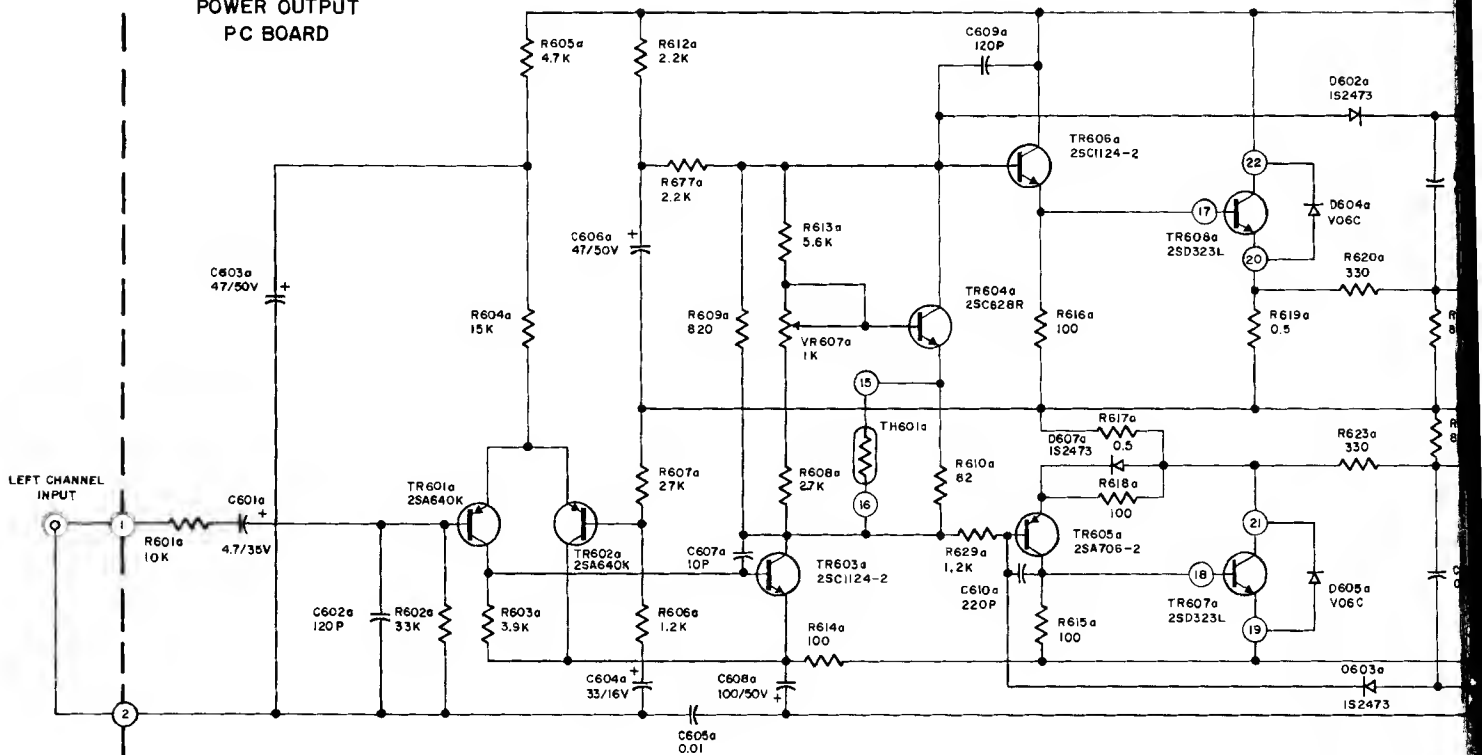 POWER OUTPUT
PC BOARD
R605a
4.7K
R612a
2.2K
C609a
120P
D602a
IS2473
TR606a
2SC1124-2
R677a
2.2K
22
D604a
V06C
17
TR608a
2SD323L
20
R620a
330
R613a
5.6K
C606a
47/50V
+
C603a
47/50V
+
R604a
15K
R609a
820
VR607a
1K
TR604a
2SC828R
R616a
100
R619a
0.5
15
TH601a
16
D607a
IS2473
R617a
0.5
R618a
100
R623a
330
LEFT CHANNEL
INPUT
1
R601a
10K
C601a
+
4.7/35V
TR601a
2SA640K
TR602a
2SA640K
R607a
27K
R608a
27K
R610a
82
C607a
10P
TR603a
2SC1124-2
R629a
1.2K
TR605a
2SA706-2
21
18
TR607a
2SD323L
19
D605a
V06C
C602a
120P
R602a
33K
R603a
3.9K
R606a
1.2K
C610a
220P
R615a
100
R614a
100
C604a
33/16V
+
C608a
100/50V
+
D603a
IS2473
2
C605a
0.01